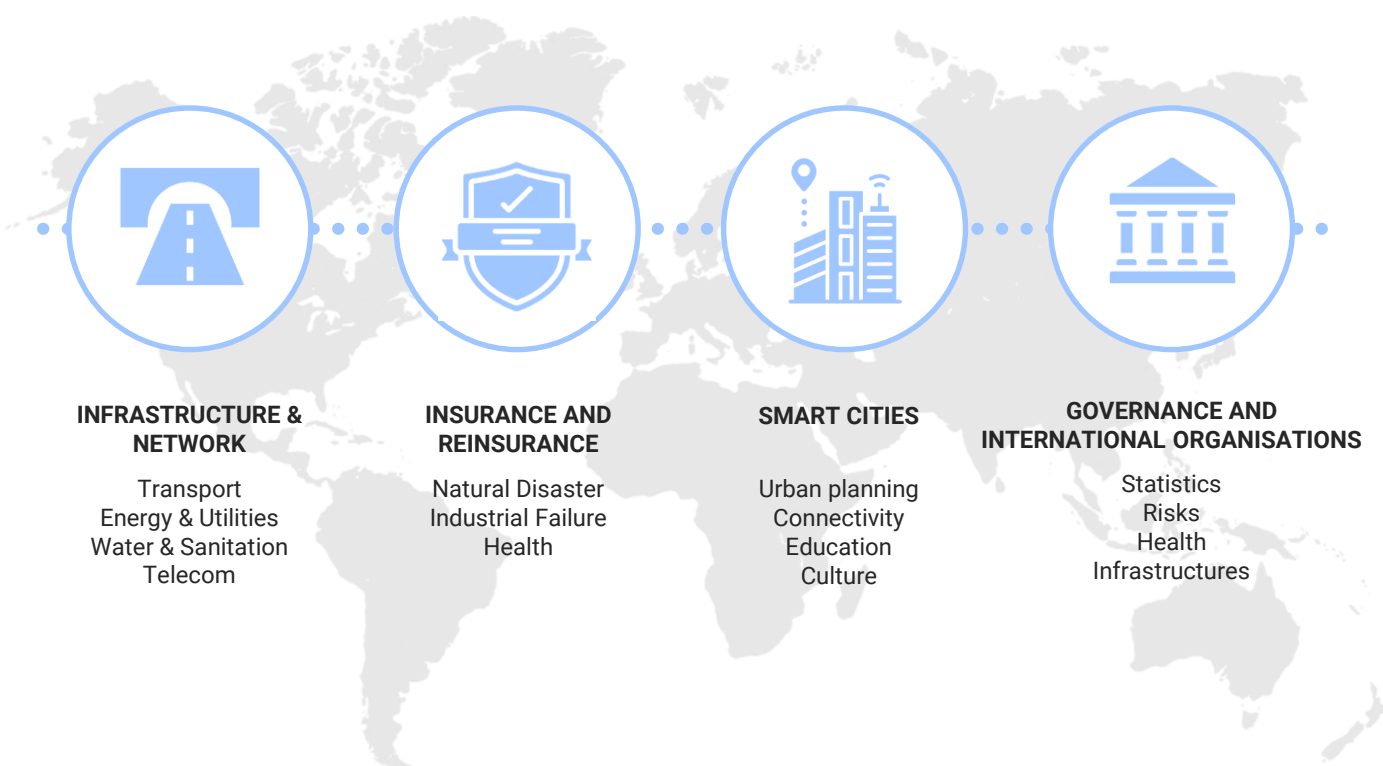 INFRASTRUCTURE &
NETWORK
Transport
Energy & Utilities
Water & Sanitation
Telecom
INSURANCE AND
REINSURANCE
Natural Disaster
Industrial Failure
Health
SMART CITIES
Urban planning
Connectivity
Education
Culture
GOVERNANCE AND
INTERNATIONAL ORGANISATIONS
Statistics
Risks
Health
Infrastructures